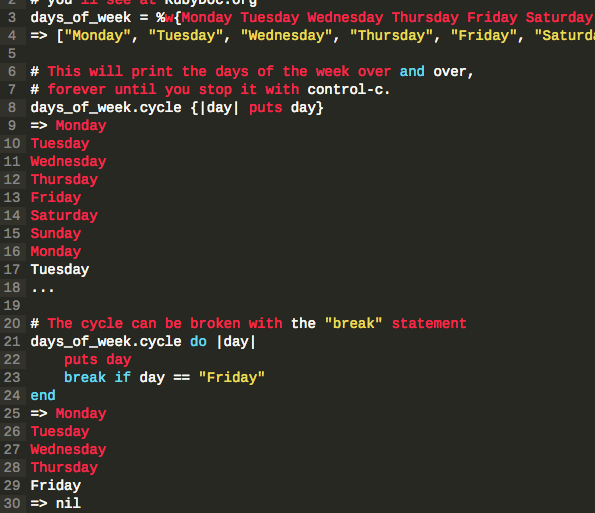 2 # you'll see at RubyDoc.org
3 days_of_week = %w{Monday Tuesday Wednesday Thursday Friday Saturday
4 => ["Monday", "Tuesday", "Wednesday", "Thursday", "Friday", "Saturda
5
6 # This will print the days of the week over and over,
7 # forever until you stop it with control-c.
8 days_of_week.cycle {|day| puts day}
9 => Monday
10 Tuesday
11 Wednesday
12 Thursday
13 Friday
14 Saturday
15 Sunday
16 Monday
17 Tuesday
18 ...
19
20 # The cycle can be broken with the "break" statement
21 days_of_week.cycle do |day|
22     puts day
23     break if day == "Friday"
24 end
25 => Monday
26 Tuesday
27 Wednesday
28 Thursday
29 Friday
30 => nil